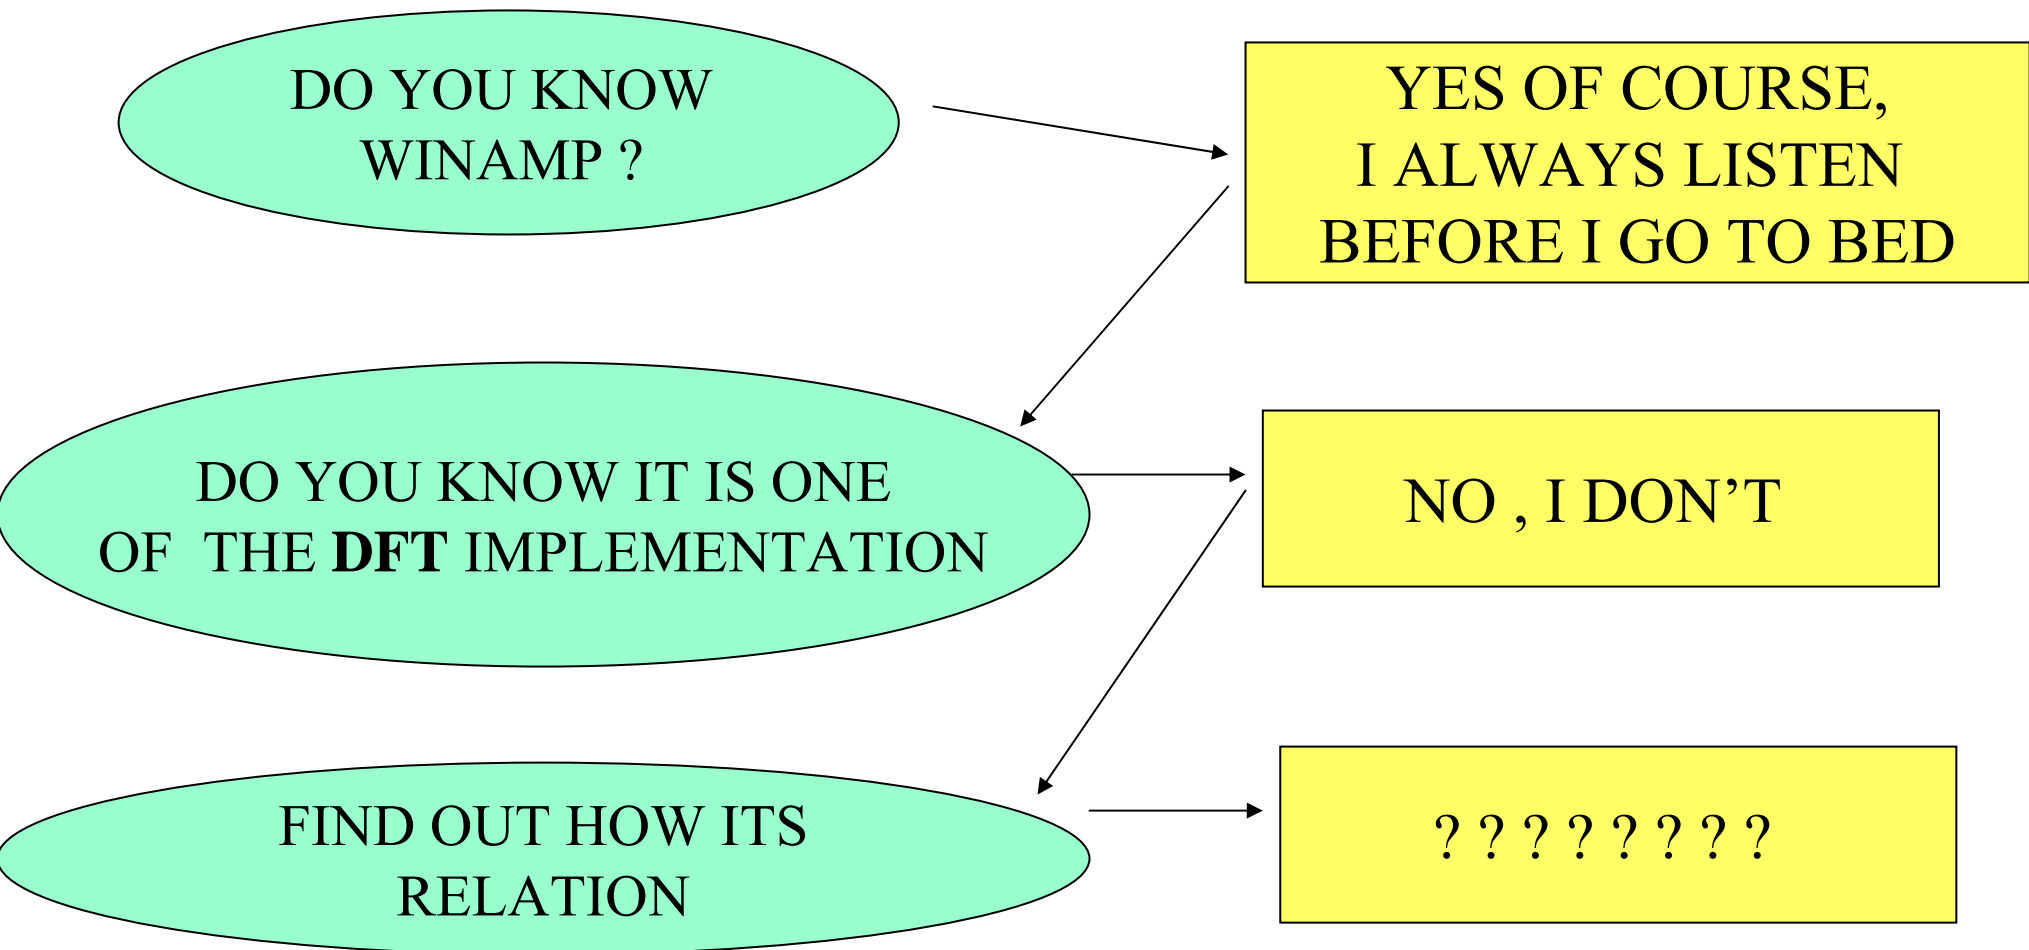 DO YOU KNOW
WINAMP ?
YES OF COURSE,
I ALWAYS LISTEN
BEFORE I GO TO BED
DO YOU KNOW IT IS ONE
OF THE DFT IMPLEMENTATION
NO , I DON’T
FIND OUT HOW ITS
RELATION
? ? ? ? ? ? ? ?